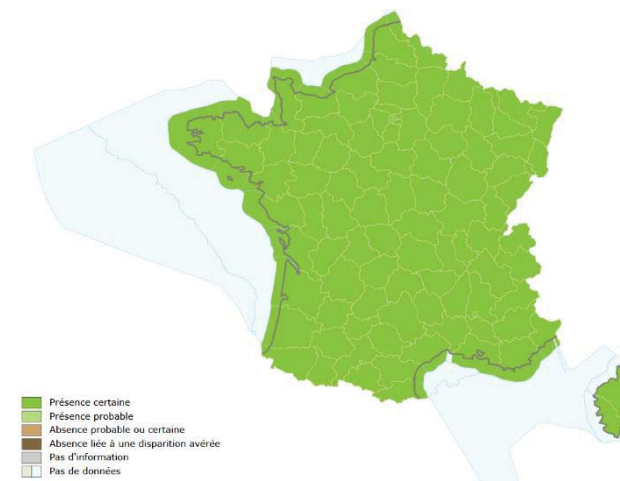 Présence certaine
Présence probable
Absence probable ou certaine
Absence liée à une disparition avérée
Pas d'information
Pas de données